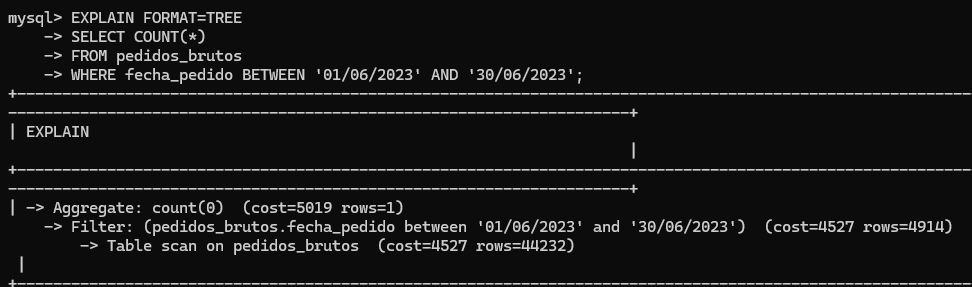 mysql> EXPLAIN FORMAT=TREE
    -> SELECT COUNT(*)
    -> FROM pedidos_brutos
    -> WHERE fecha_pedido BETWEEN '01/06/2023' AND '30/06/2023';
+----------------------------------------------------------------------------------------------------------
---------------------------------------------------------------------+
| EXPLAIN
                                                                     |
+----------------------------------------------------------------------------------------------------------
---------------------------------------------------------------------+
| -> Aggregate: count(0)  (cost=5019 rows=1)
    -> Filter: (pedidos_brutos.fecha_pedido between '01/06/2023' and '30/06/2023')  (cost=4527 rows=4914)
        -> Table scan on pedidos_brutos  (cost=4527 rows=44232)
 |
+----------------------------------------------------------------------------------------------------------